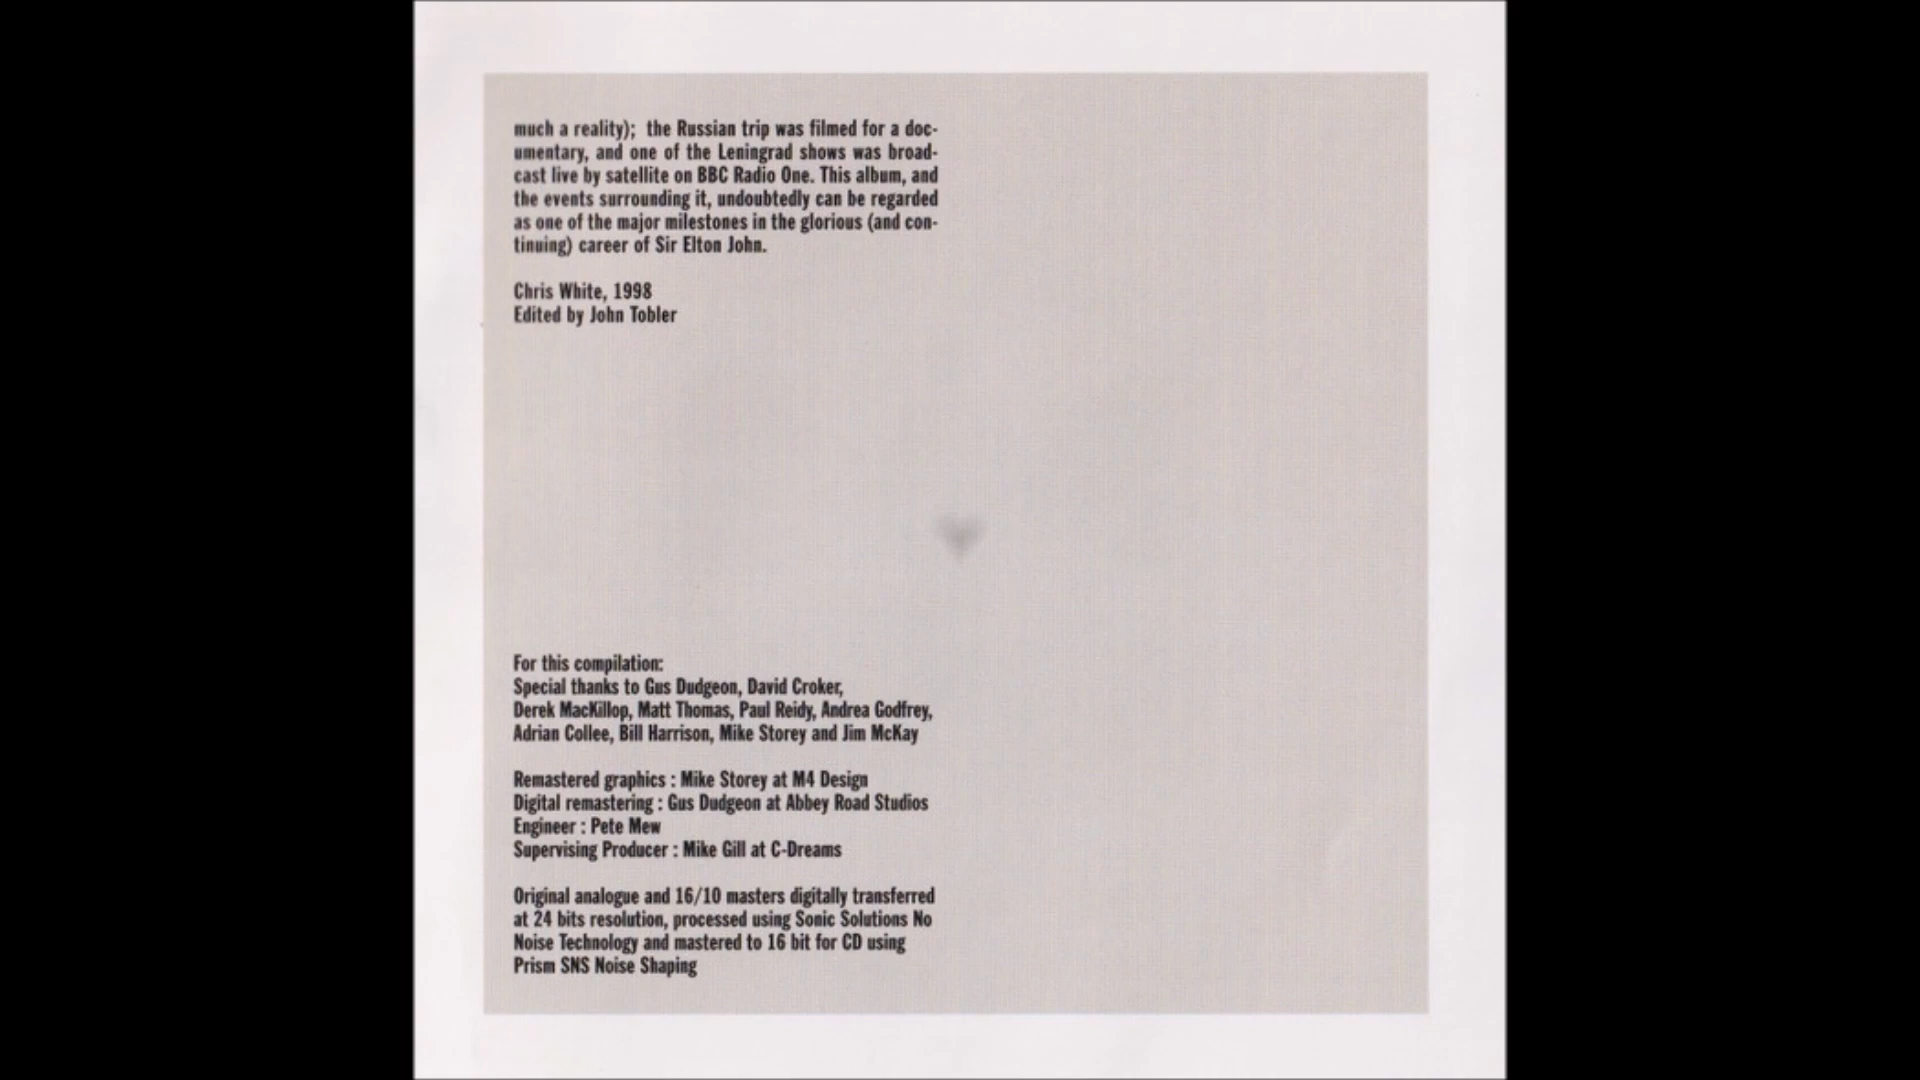 much a reality);  the Russian trip was filmed for a doc-
umentary, and one of the Leningrad shows was broad-
cast live by satellite on BBC Radio One. This album, and
the events surrounding it, undoubtedly can be regarded
as one of the major milestones in the glorious (and con-
tinuing) career of Sir Elton John.
Chris White, 1998
Edited by John Tobler
For this compilation:
Special thanks to Gus Dudgeon, David Croker,
Derek MacKillop, Matt Thomas, Paul Reidy, Andrea Godfrey,
Adrian Collee, Bill Harrison, Mike Storey and Jim McKay
Remastered graphics : Mike Storey at M4 Design
Digital remastering : Gus Dudgeon at Abbey Road Studios
Engineer : Pete Mew
Supervising Producer : Mike Gill at C-Dreams
Original analogue and 16/10 masters digitally transferred
at 24 bits resolution, processed using Sonic Solutions No
Noise Technology and mastered to 16 bit for CD using
Prism SNS Noise Shaping